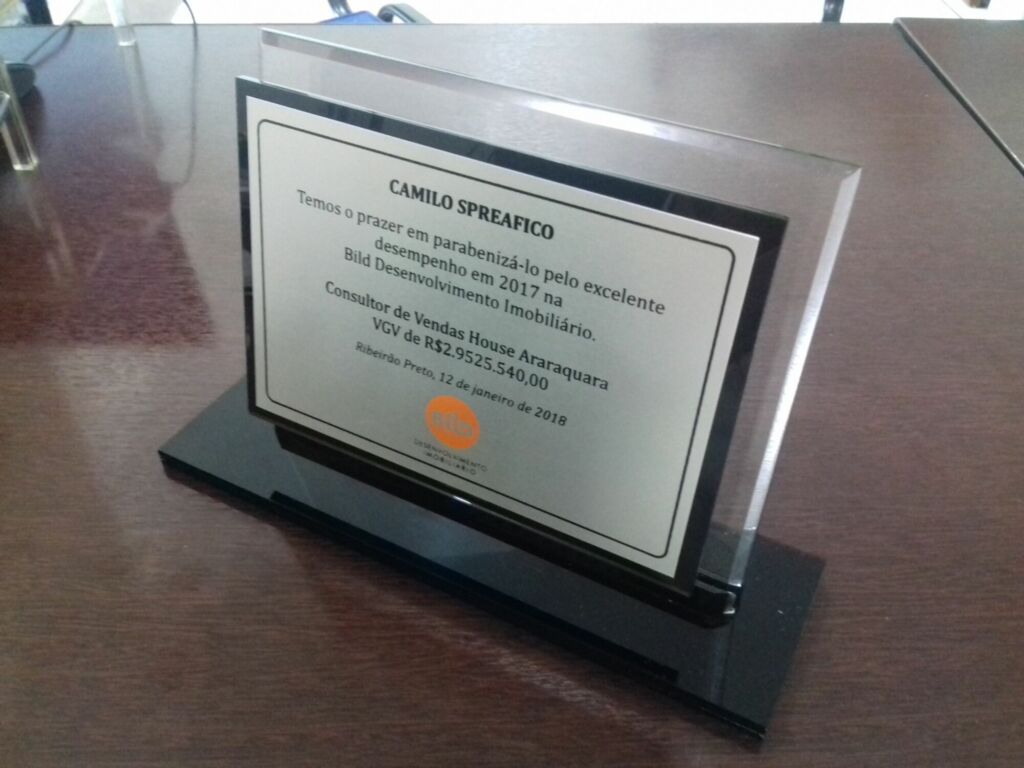 CAMILO SPREAFICO
Temos o prazer em parabenizá-lo pelo excelente
desempenho em 2017 na
Bild Desenvolvimento Imobiliário.
Consultor de Vendas House Araraquara
VGV de R$2.9525.540,00
Ribeirão Preto, 12 de janeiro de 2018
bild
DESENVOLVIMENTO
IMOBILIÁRIO